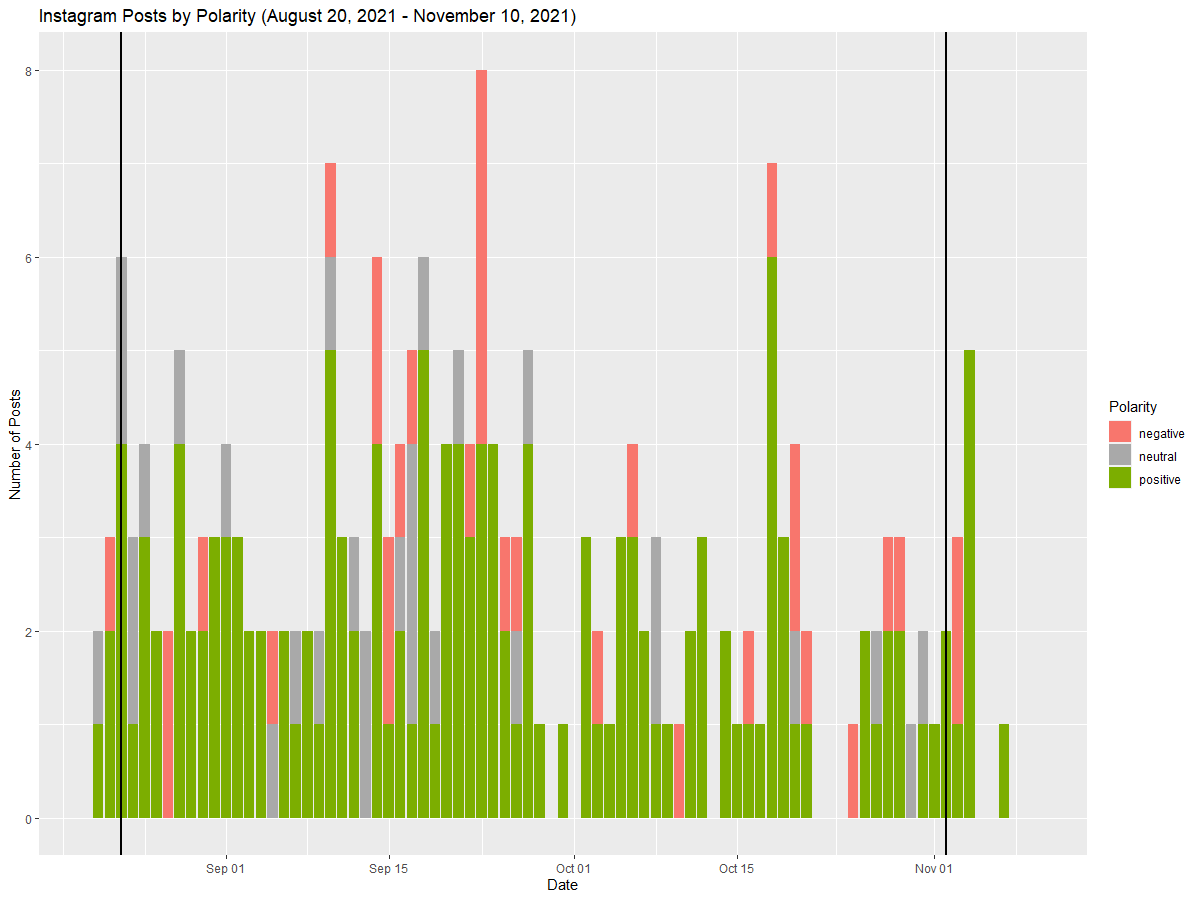 Instagram Posts by Polarity (August 20, 2021 - November 10, 2021)
8
6
4
2
0
Number of Posts
Sep 01
Sep 15
Oct 01
Oct 15
Nov 01
Date
Polarity
negative
neutral
positive